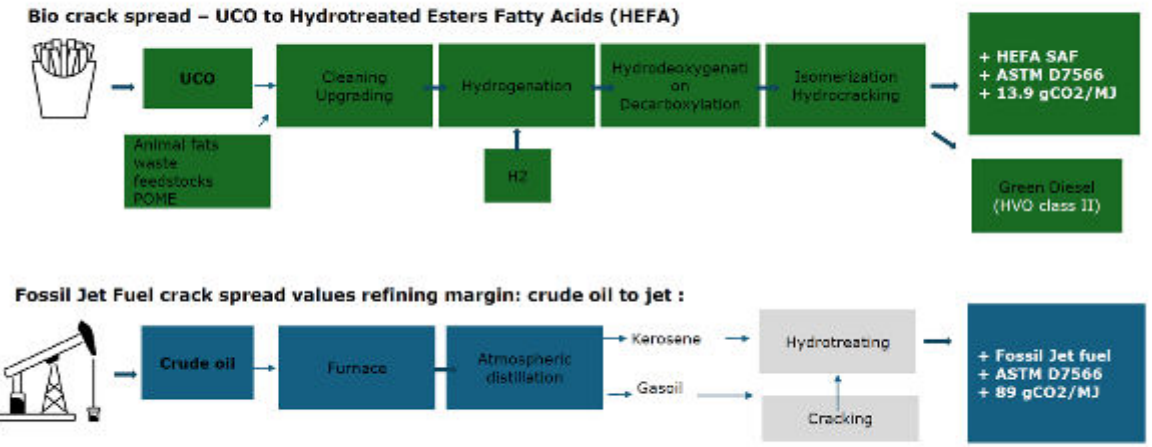 Bio crack spread – UCO to Hydrotreated Esters Fatty Acids (HEFA)
UCO
Animal fats
waste
feedstocks
POME
Cleaning
Upgrading
Hydrogenation
H2
Hydrodeoxygenati
on
Decarboxylation
Isomerization
Hydrocracking
+ HEFA SAF
+ ASTM D7566
+ 13.9 gCO2/MJ
Green Diesel
(HVO class II)
Fossil Jet Fuel crack spread values refining margin: crude oil to jet :
Crude oil
Furnace
Atmospheric
distillation
Kerosene
Gasoil
Hydrotreating
Cracking
+ Fossil Jet fuel
+ ASTM D7566
+ 89 gCO2/MJ